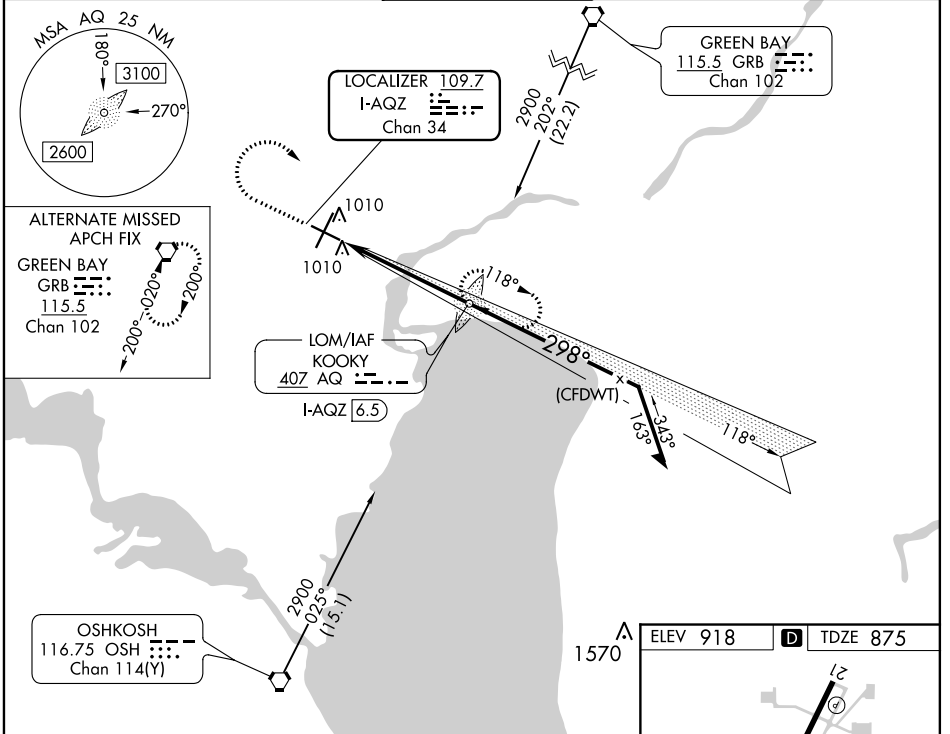 MSA AQ 25 NM
180°
3100
270°
2600
LOCALIZER 109.7
I-AQZ
Chan 34
2900
202°
(22.2)
GREEN BAY
115.5 GRB
Chan 102
ALTERNATE MISSED
APCH FIX
GREEN BAY
GRB
115.5
Chan 102
020°
200°
200°
1010
1010
118°
LOM/IAF
KOOKY
407 AQ
I-AQZ 6.5
298°
(CFDWT)
x
343°
163°
118°
2900
025°
(15.1)
OSHKOSH
116.75 OSH
Chan 114(Y)
1570
ELEV 918
D
TDZE 875
21
P